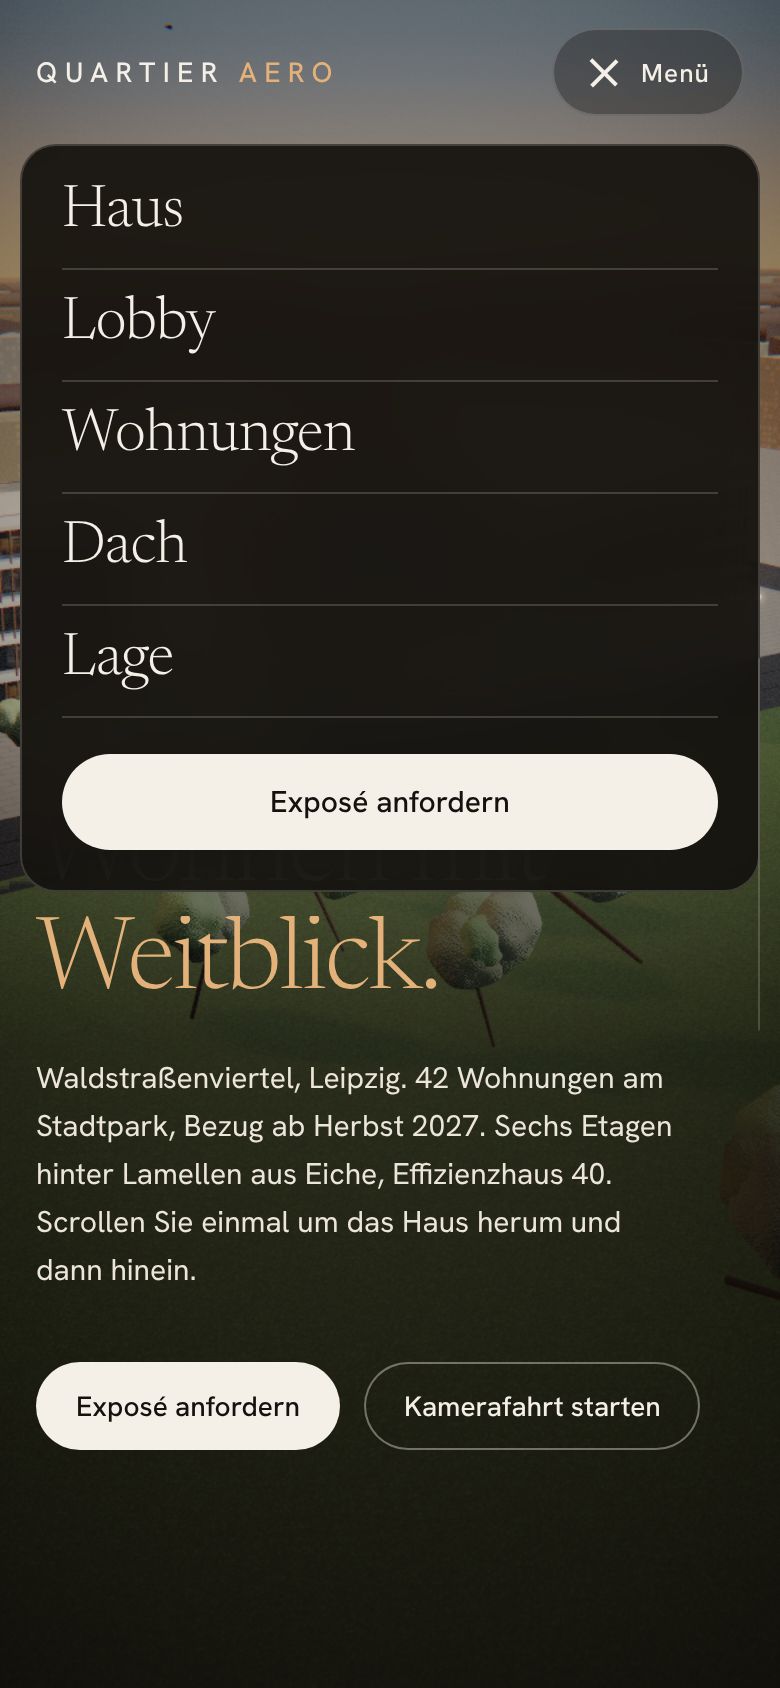 QUARTIER AERO
Menü
Haus
Lobby
Wohnungen
Dach
Lage
Exposé anfordern
Wohnen mit
Weitblick.
Waldstraßenviertel, Leipzig. 42 Wohnungen am
Stadtpark, Bezug ab Herbst 2027. Sechs Etagen
hinter Lamellen aus Eiche, Effizienzhaus 40.
Scrollen Sie einmal um das Haus herum und
dann hinein.
Exposé anfordern
Kamerafahrt starten